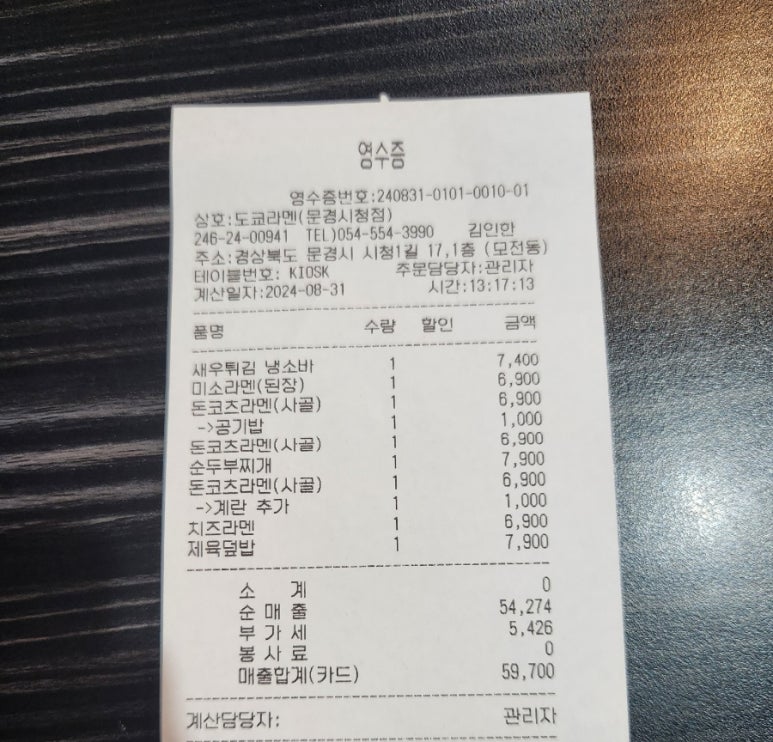 영수증
영수증번호:240831-0101-0010-01
상호:도쿄라멘(문경시청점)
246-24-00941 TEL)054-554-3990 김인한
주소:경상북도 문경시 시청1길 17,1층 (모전동)
테이블번호: KIOSK 주문담당자:관리자
계산일자:2024-08-31 시간:13:17:13
품명 수량 할인 금액
새우튀김 냉소바 1 7,400
미소라멘(된장) 1 6,900
돈코츠라멘(사골) 1 6,900
->공기밥 1 1,000
돈코츠라멘(사골) 1 6,900
순두부찌개 1 7,900
돈코츠라멘(사골) 1 6,900
->계란 추가 1 1,000
치즈라멘 1 6,900
제육덮밥 1 7,900
소 계 0
순 매 출 54,274
부 가 세 5,426
봉 사 료 0
매출합계(카드) 59,700
계산담당자: 관리자